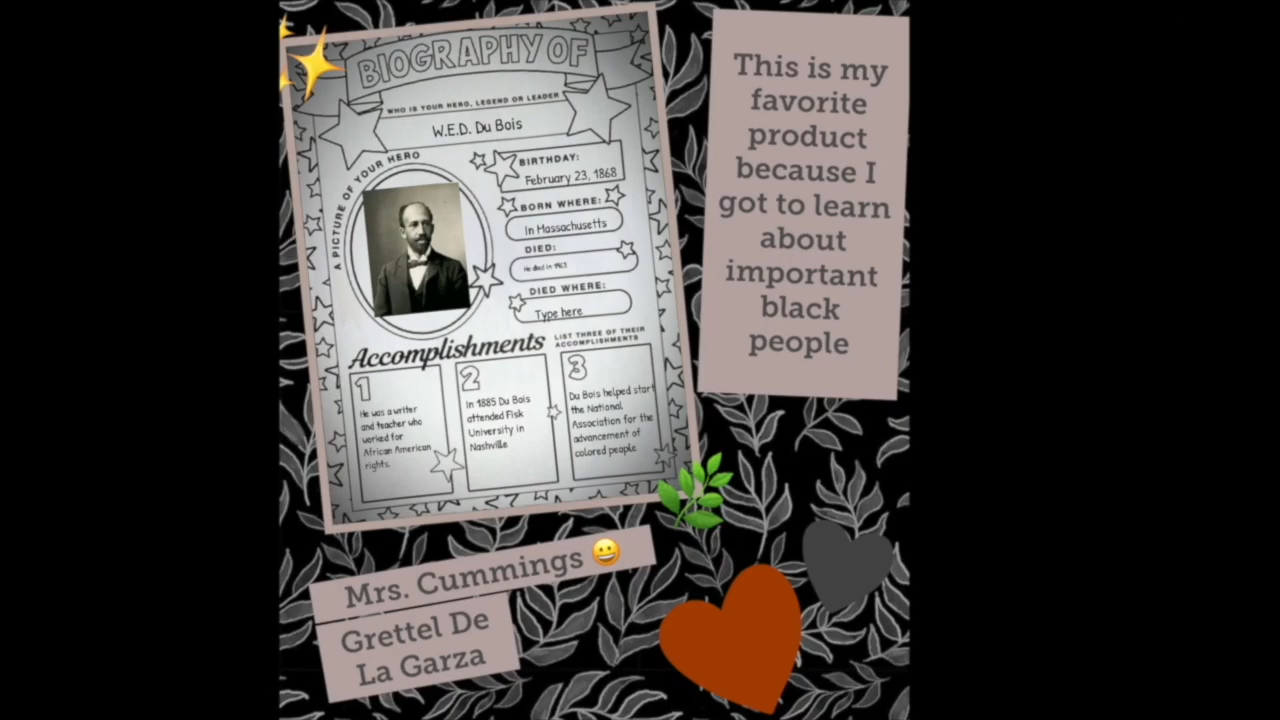 BIOGRAPHY OF
WHO IS YOUR HERO, LEGEND OR LEADER
W.E.D. Du Bois
A PICTURE OF YOUR HERO
BIRTHDAY:
February 23, 1868
BORN WHERE:
In Massachusetts
DIED:
He died in 1963
DIED WHERE:
Type here
Accomplishments
LIST THREE OF THEIR
ACCOMPLISHMENTS
1
He was a writer
and teacher who
worked for
African American
rights.
2
In 1885 Du Bois
attended Fisk
University in
Nashville
3
Du Bois helped start
the National
Association for the
advancement of
colored people
This is my
favorite
product
because I
got to learn
about
important
black
people
Mrs. Cummings 😀
Grettel De
La Garza